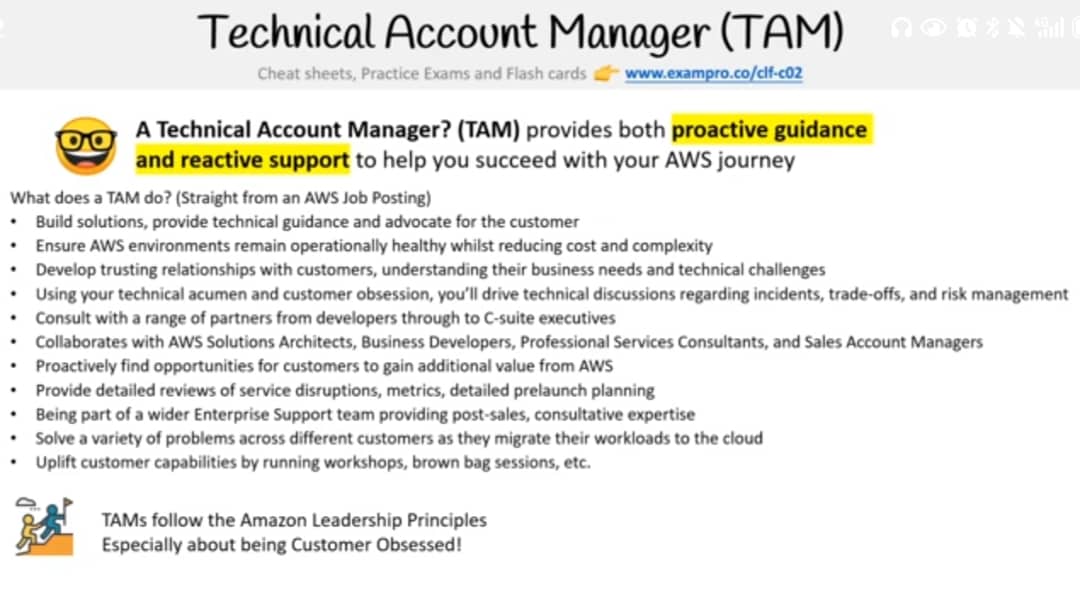 Technical Account Manager (TAM)
Cheat sheets, Practice Exams and Flash cards 👉 www.exampro.co/clf-c02
A Technical Account Manager? (TAM) provides both proactive guidance
and reactive support to help you succeed with your AWS journey
What does a TAM do? (Straight from an AWS Job Posting)
• Build solutions, provide technical guidance and advocate for the customer
• Ensure AWS environments remain operationally healthy whilst reducing cost and complexity
• Develop trusting relationships with customers, understanding their business needs and technical challenges
• Using your technical acumen and customer obsession, you’ll drive technical discussions regarding incidents, trade-offs, and risk management
• Consult with a range of partners from developers through to C-suite executives
• Collaborates with AWS Solutions Architects, Business Developers, Professional Services Consultants, and Sales Account Managers
• Proactively find opportunities for customers to gain additional value from AWS
• Provide detailed reviews of service disruptions, metrics, detailed prelaunch planning
• Being part of a wider Enterprise Support team providing post-sales, consultative expertise
• Solve a variety of problems across different customers as they migrate their workloads to the cloud
• Uplift customer capabilities by running workshops, brown bag sessions, etc.
TAMs follow the Amazon Leadership Principles
Especially about being Customer Obsessed!